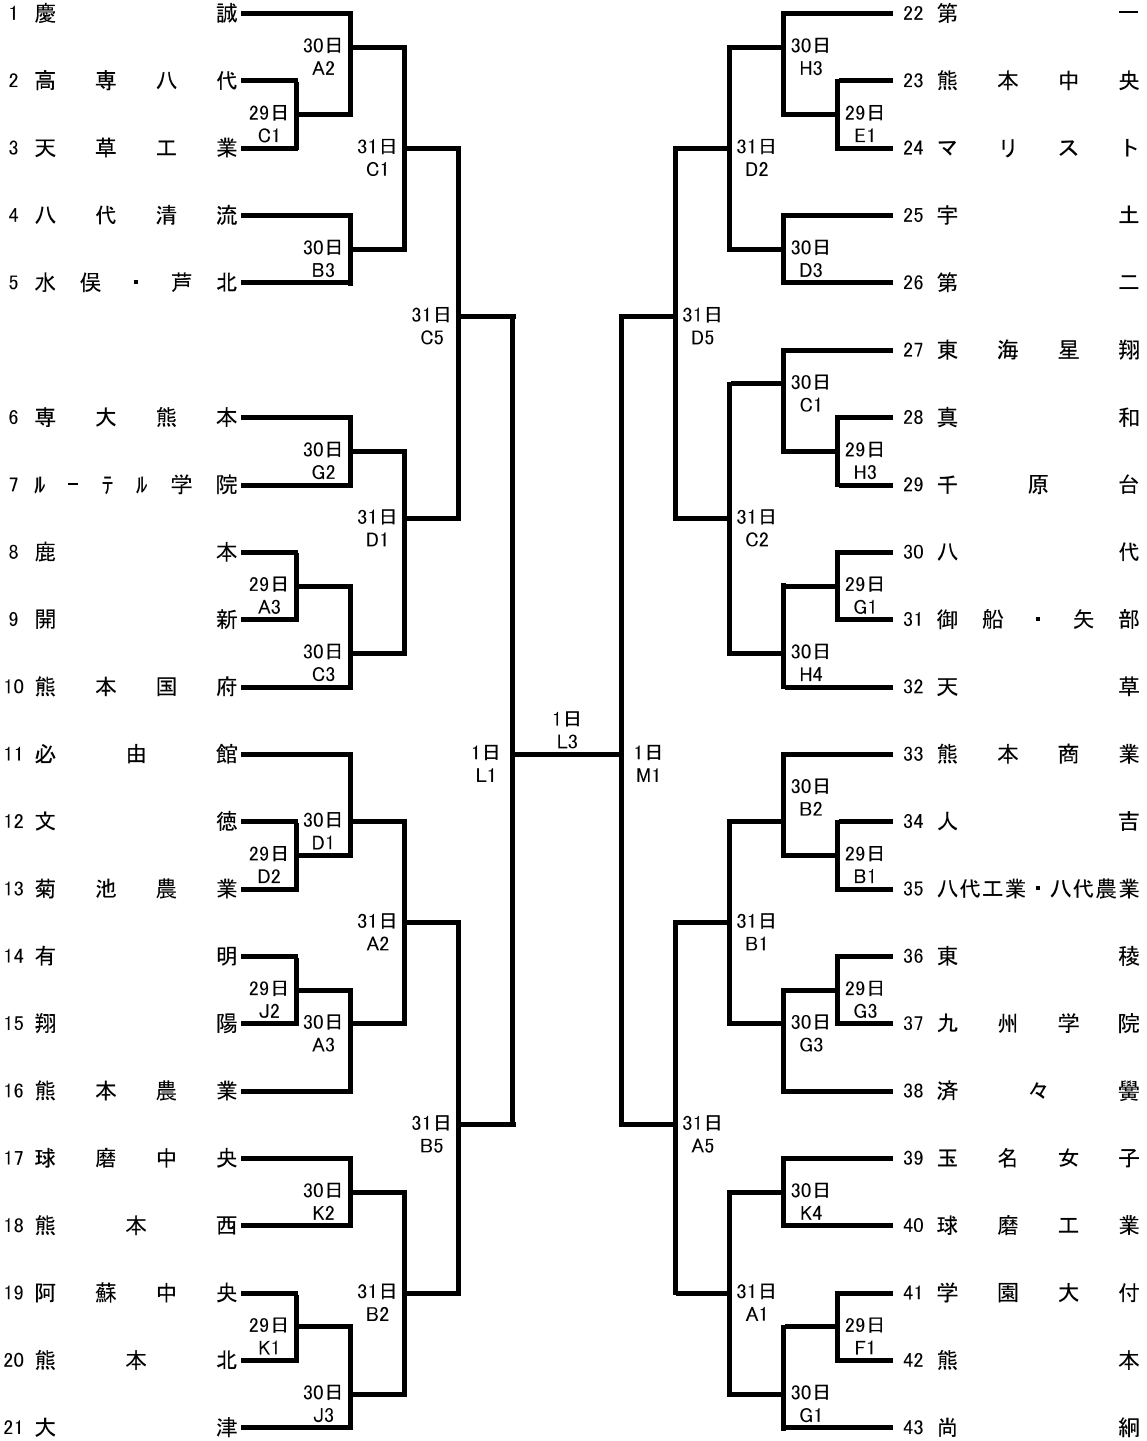 1 慶誠
30日
A2
2 高専八代
29日
C1
3 天草工業
31日
C1
4 八代清流
30日
B3
5 水俣・芦北
31日
C5
6 専大熊本
30日
G2
7 ﾙｰﾃﾙ学院
31日
D1
8 鹿本
29日
A3
9 開新
30日
C3
10 熊本国府
11 必由館
1日
L1
12 文徳
30日
D1
29日
D2
13 菊池農業
31日
A2
14 有明
29日
J2
15 翔陽
30日
A3
16 熊本農業
31日
B5
17 球磨中央
30日
K2
18 熊本西
19 阿蘇中央
31日
B2
29日
K1
20 熊本北
30日
J3
21 大津
1日
L3
22 第一
30日
H3
23 熊本中央
29日
E1
24 マリスト
31日
D2
25 宇土
30日
D3
26 第二
31日
D5
27 東海星翔
30日
C1
28 真和
29日
H3
29 千原台
31日
C2
30 八代
29日
G1
31 御船・矢部
30日
H4
32 天草
1日
M1
33 熊本商業
30日
B2
34 人吉
29日
B1
35 八代工業・八代農業
31日
B1
36 東稜
29日
G3
37 九州学院
30日
G3
38 済々黌
31日
A5
39 玉名女子
30日
K4
40 球磨工業
41 学園大付
31日
A1
29日
F1
42 熊本
30日
G1
43 尚絅